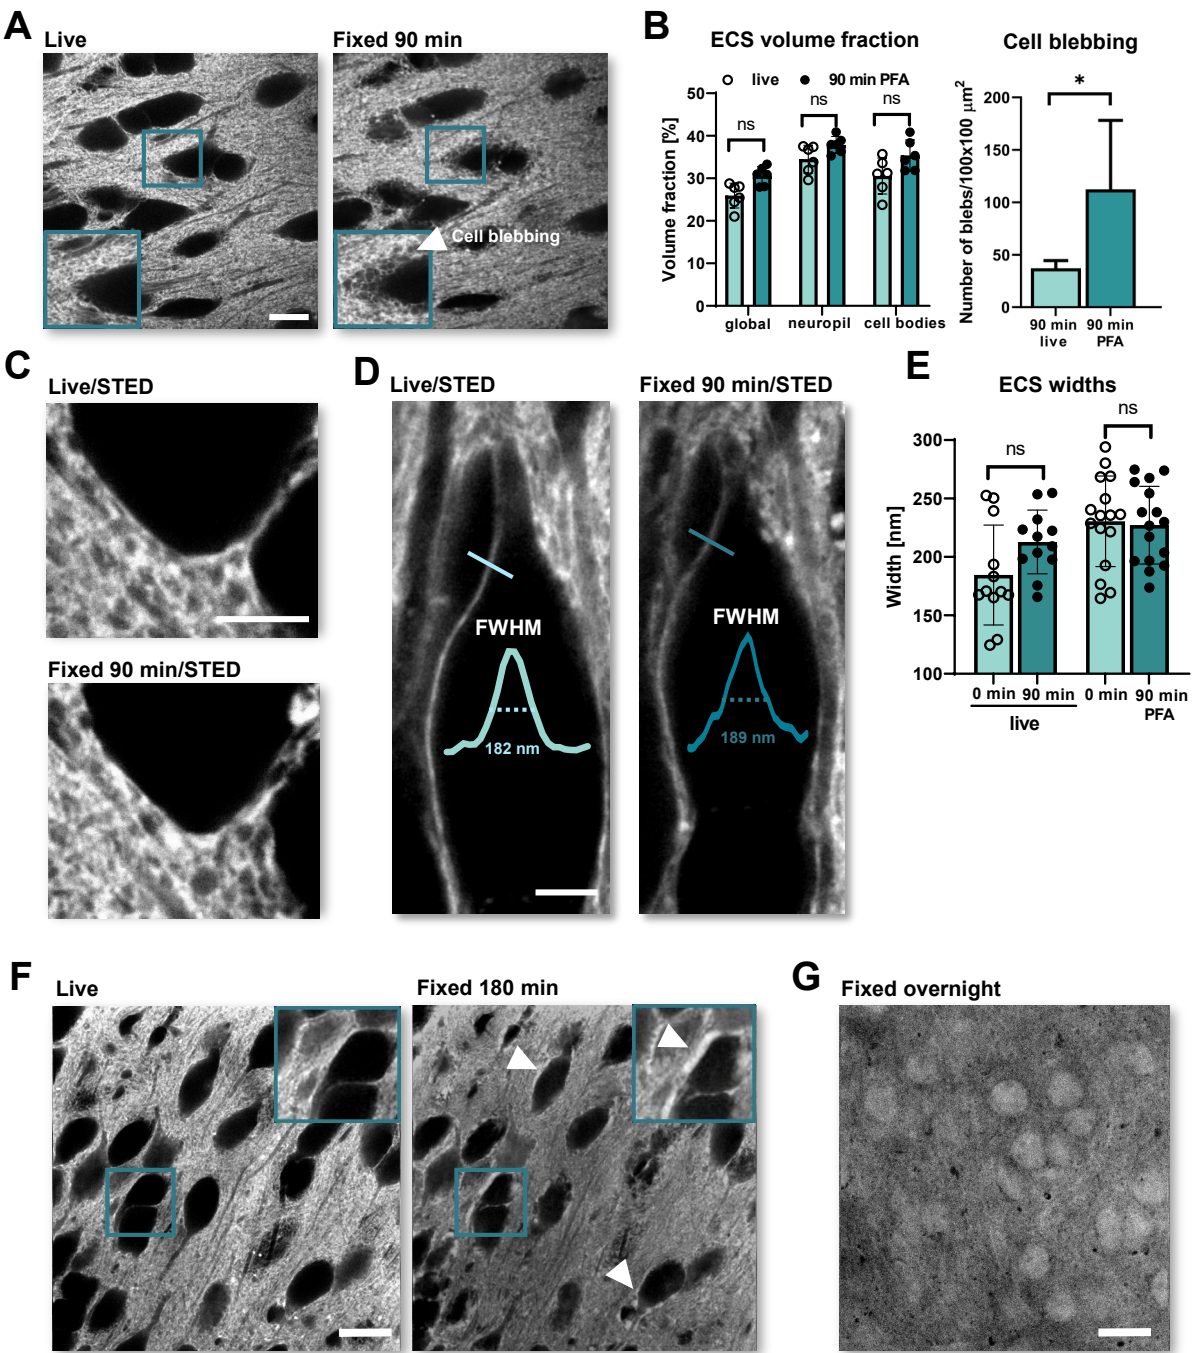 A
Live
Fixed 90 min
Cell blebbing
B
ECS volume fraction
live
90 min PFA
ns
ns
ns
Volume fraction [%]
50
40
30
20
10
0
global
neuropil
cell bodies
Cell blebbing
*
Number of blebs/100x100 μm²
200
150
100
50
0
90 min
live
90 min
PFA
C
Live/STED
Fixed 90 min/STED
D
Live/STED
FWHM
182 nm
Fixed 90 min/STED
FWHM
189 nm
E
ECS widths
ns
ns
Width [nm]
300
250
200
150
100
0 min
90 min
live
0 min
90 min
PFA
F
Live
Fixed 180 min
G
Fixed overnight